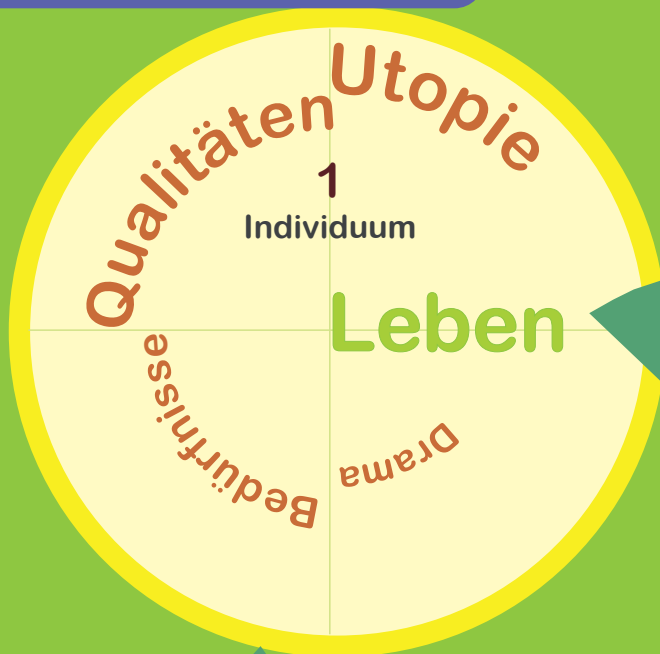 Utopie
Qualitäten
1
Individuum
Leben
Bedürfnisse
Drama